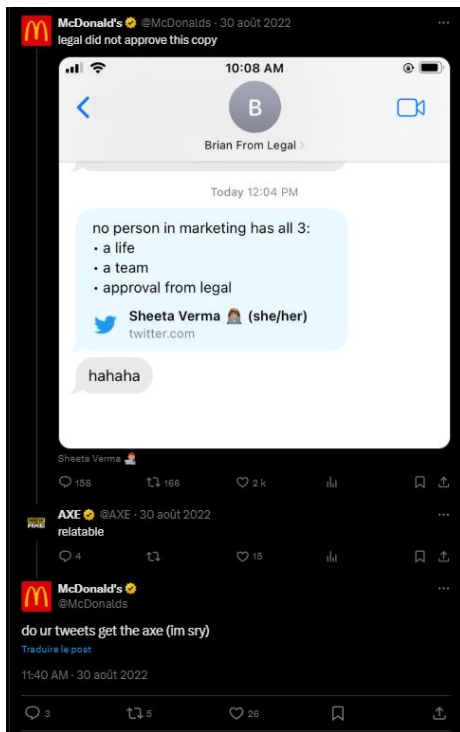 McDonald's @McDonalds · 30 août 2022
legal did not approve this copy
10:08 AM
B
Brian From Legal >
Today 12:04 PM
no person in marketing has all 3:
• a life
• a team
• approval from legal
Sheeta Verma (she/her)
twitter.com
hahaha
Sheeta Verma
158 166 2 k
AXE @AXE · 30 août 2022
relatable
4 15
McDonald's
@McDonalds
do ur tweets get the axe (im sry)
Traduire le post
11:40 AM · 30 août 2022
3 5 26